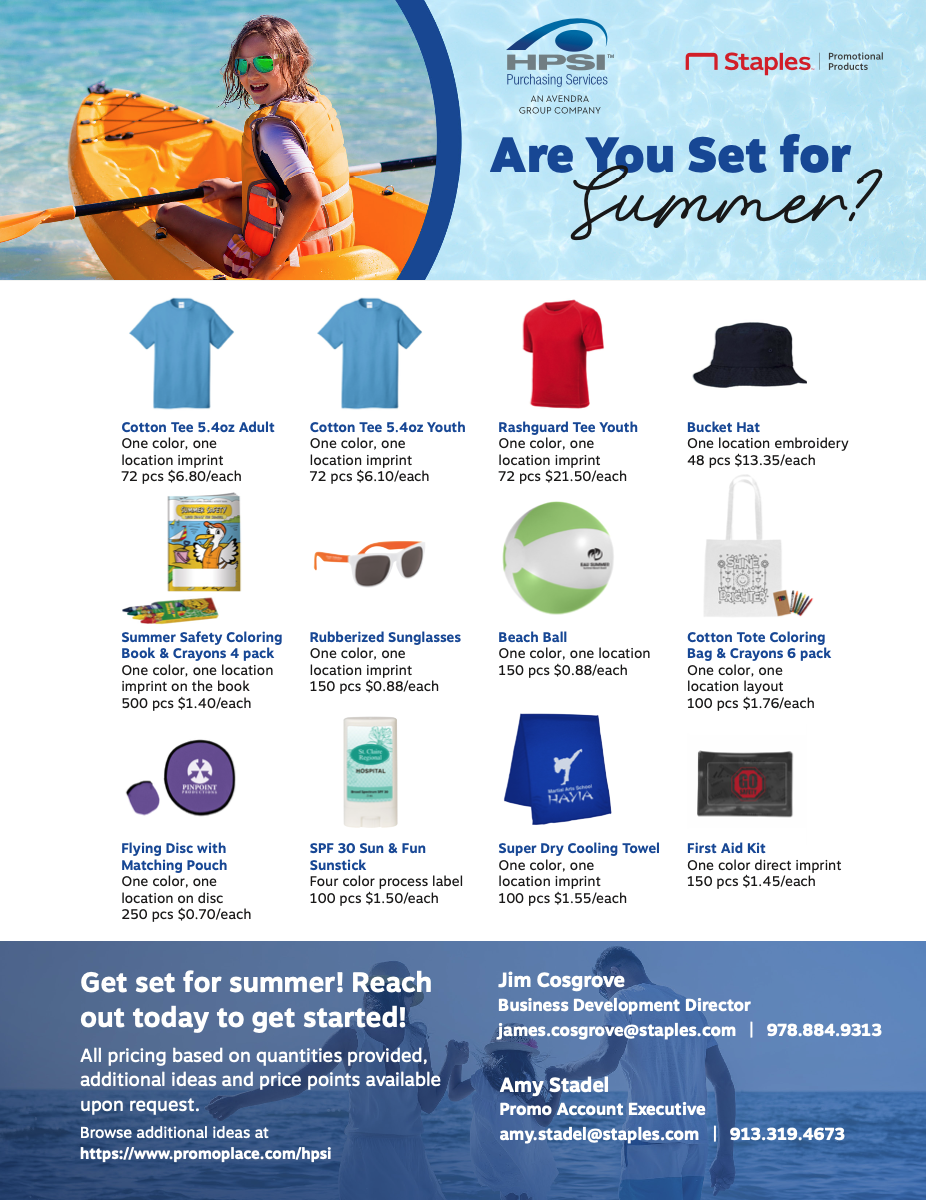 HPSI™
Purchasing Services
AN AVENDRA
GROUP COMPANY
Staples.
Promotional
Products
Are You Set for
Summer?
Cotton Tee 5.4oz Adult
One color, one
location imprint
72 pcs $6.80/each
Cotton Tee 5.4oz Youth
One color, one
location imprint
72 pcs $6.10/each
Rashguard Tee Youth
One color, one
location imprint
72 pcs $21.50/each
Bucket Hat
One location embroidery
48 pcs $13.35/each
SUMMER SAFETY
SHINE
BRIGHTER
Summer Safety Coloring
Book & Crayons 4 pack
One color, one location
imprint on the book
500 pcs $1.40/each
Rubberized Sunglasses
One color, one
location imprint
150 pcs $0.88/each
Beach Ball
One color, one location
150 pcs $0.88/each
Cotton Tote Coloring
Bag & Crayons 6 pack
One color, one
location layout
100 pcs $1.76/each
PINPOINT
PRODUCTIONS
St. Claire
Regional
HOSPITAL
Martial Arts School
HAYIA
GO
Flying Disc with
Matching Pouch
One color, one
location on disc
250 pcs $0.70/each
SPF 30 Sun & Fun
Sunstick
Four color process label
100 pcs $1.50/each
Super Dry Cooling Towel
One color, one
location imprint
100 pcs $1.55/each
First Aid Kit
One color direct imprint
150 pcs $1.45/each
Get set for summer! Reach
out today to get started!
All pricing based on quantities provided,
additional ideas and price points available
upon request.
Browse additional ideas at
https://www.promoplace.com/hpsi
Jim Cosgrove
Business Development Director
james.cosgrove@staples.com | 978.884.9313
Amy Stadel
Promo Account Executive
amy.stadel@staples.com | 913.319.4673